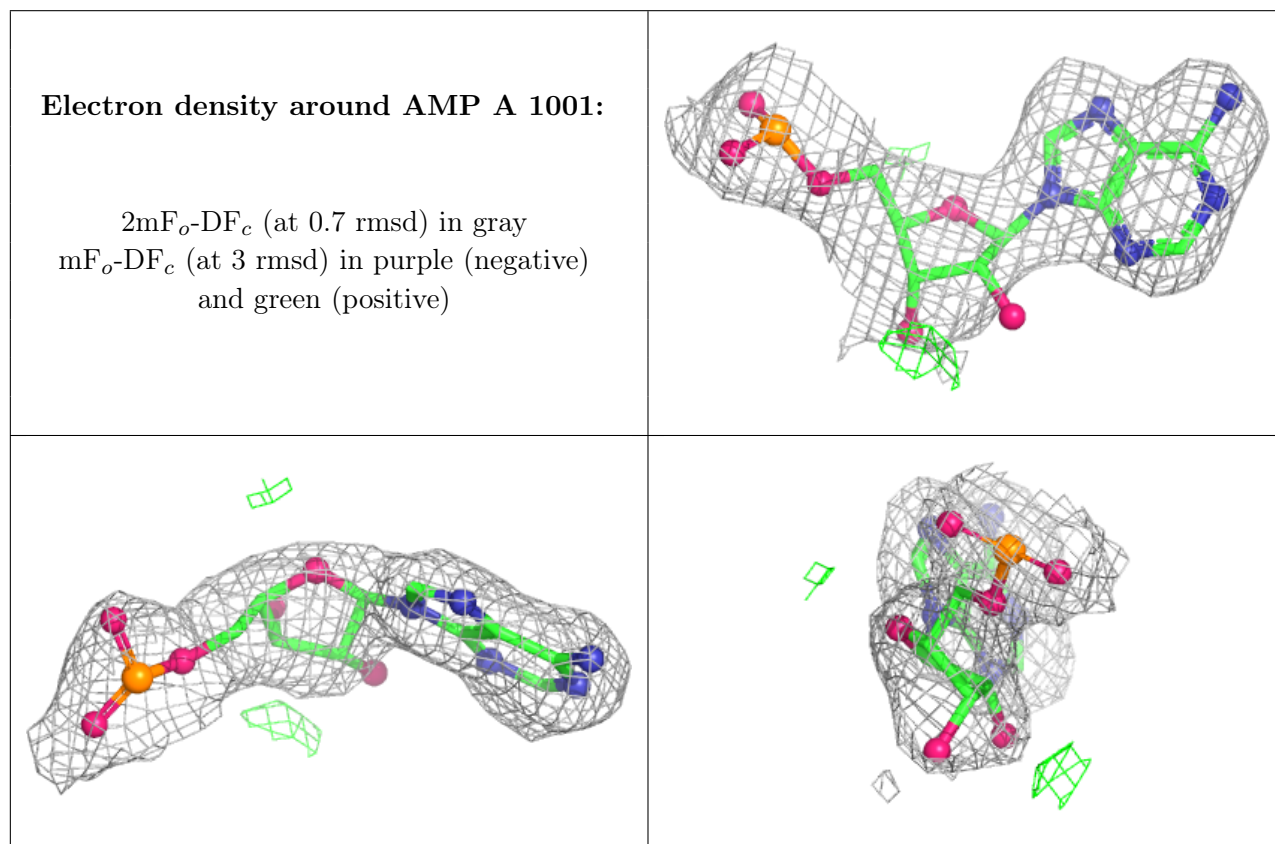 Electron density around AMP A 1001:
2mFₒ-DF𝒸 (at 0.7 rmsd) in gray
mFₒ-DF𝒸 (at 3 rmsd) in purple (negative)
and green (positive)